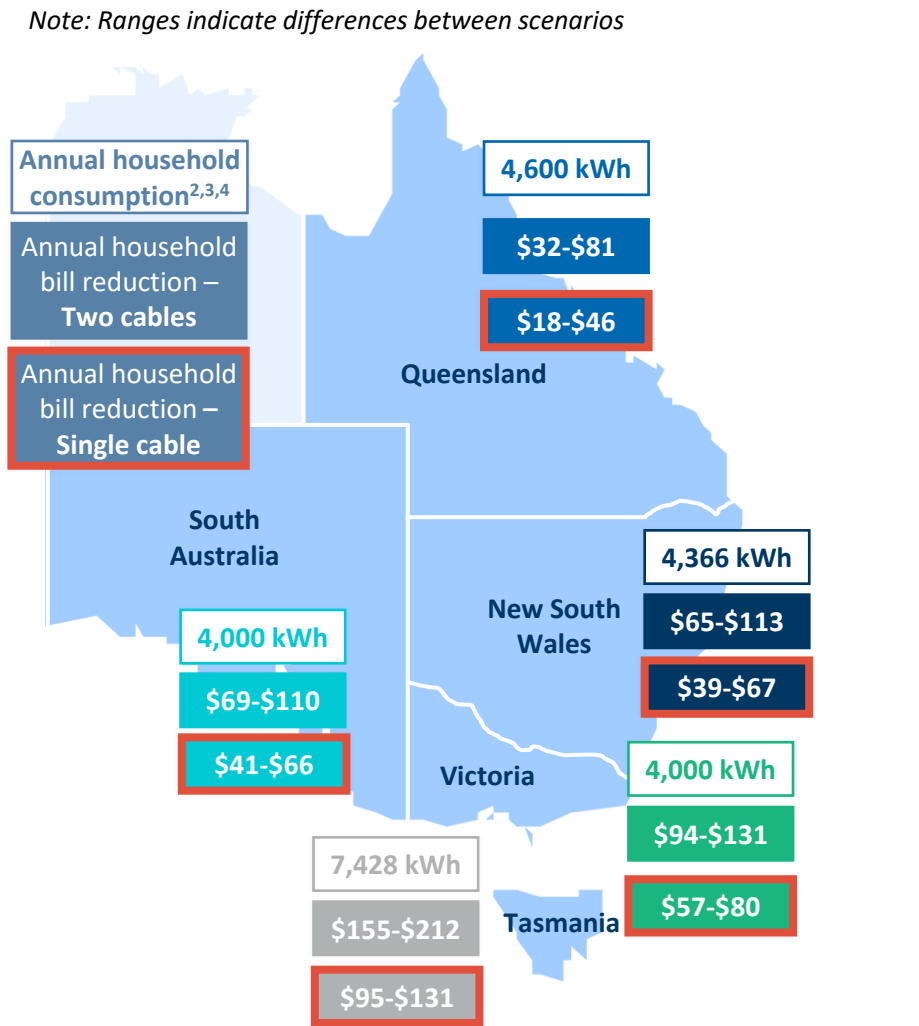 Note: Ranges indicate differences between scenarios
Annual household
consumption2,3,4
Annual household
bill reduction –
Two cables
Annual household
bill reduction –
Single cable
4,600 kWh
$32-$81
$18-$46
Queensland
South
Australia
4,000 kWh
$69-$110
$41-$66
New South
Wales
4,366 kWh
$65-$113
$39-$67
Victoria
4,000 kWh
$94-$131
$57-$80
7,428 kWh
$155-$212
$95-$131
Tasmania